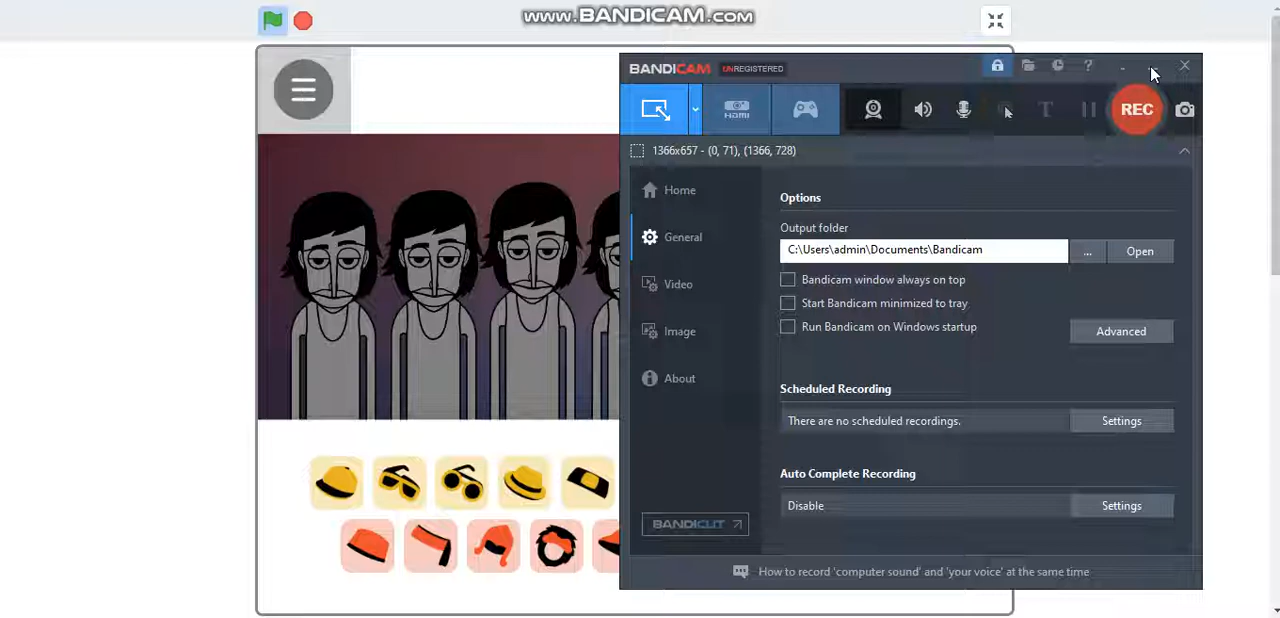 www.BANDICAM.com
BANDICAM UNREGISTERED
?
HDMI
T
REC
1366x657 - (0, 71), (1366, 728)
Home
General
Video
Image
About
BANDICUT
Options
Output folder
C:\Users\admin\Documents\Bandicam
...
Open
Bandicam window always on top
Start Bandicam minimized to tray
Run Bandicam on Windows startup
Advanced
Scheduled Recording
There are no scheduled recordings.
Settings
Auto Complete Recording
Disable
Settings
How to record 'computer sound' and 'your voice' at the same time